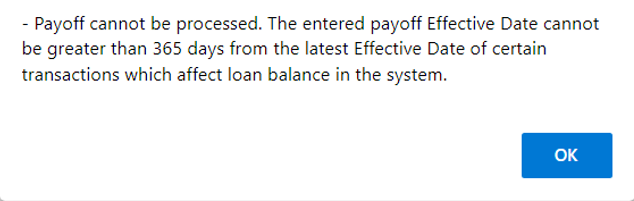 - Payoff cannot be processed. The entered payoff Effective Date cannot
be greater than 365 days from the latest Effective Date of certain
transactions which affect loan balance in the system.
OK